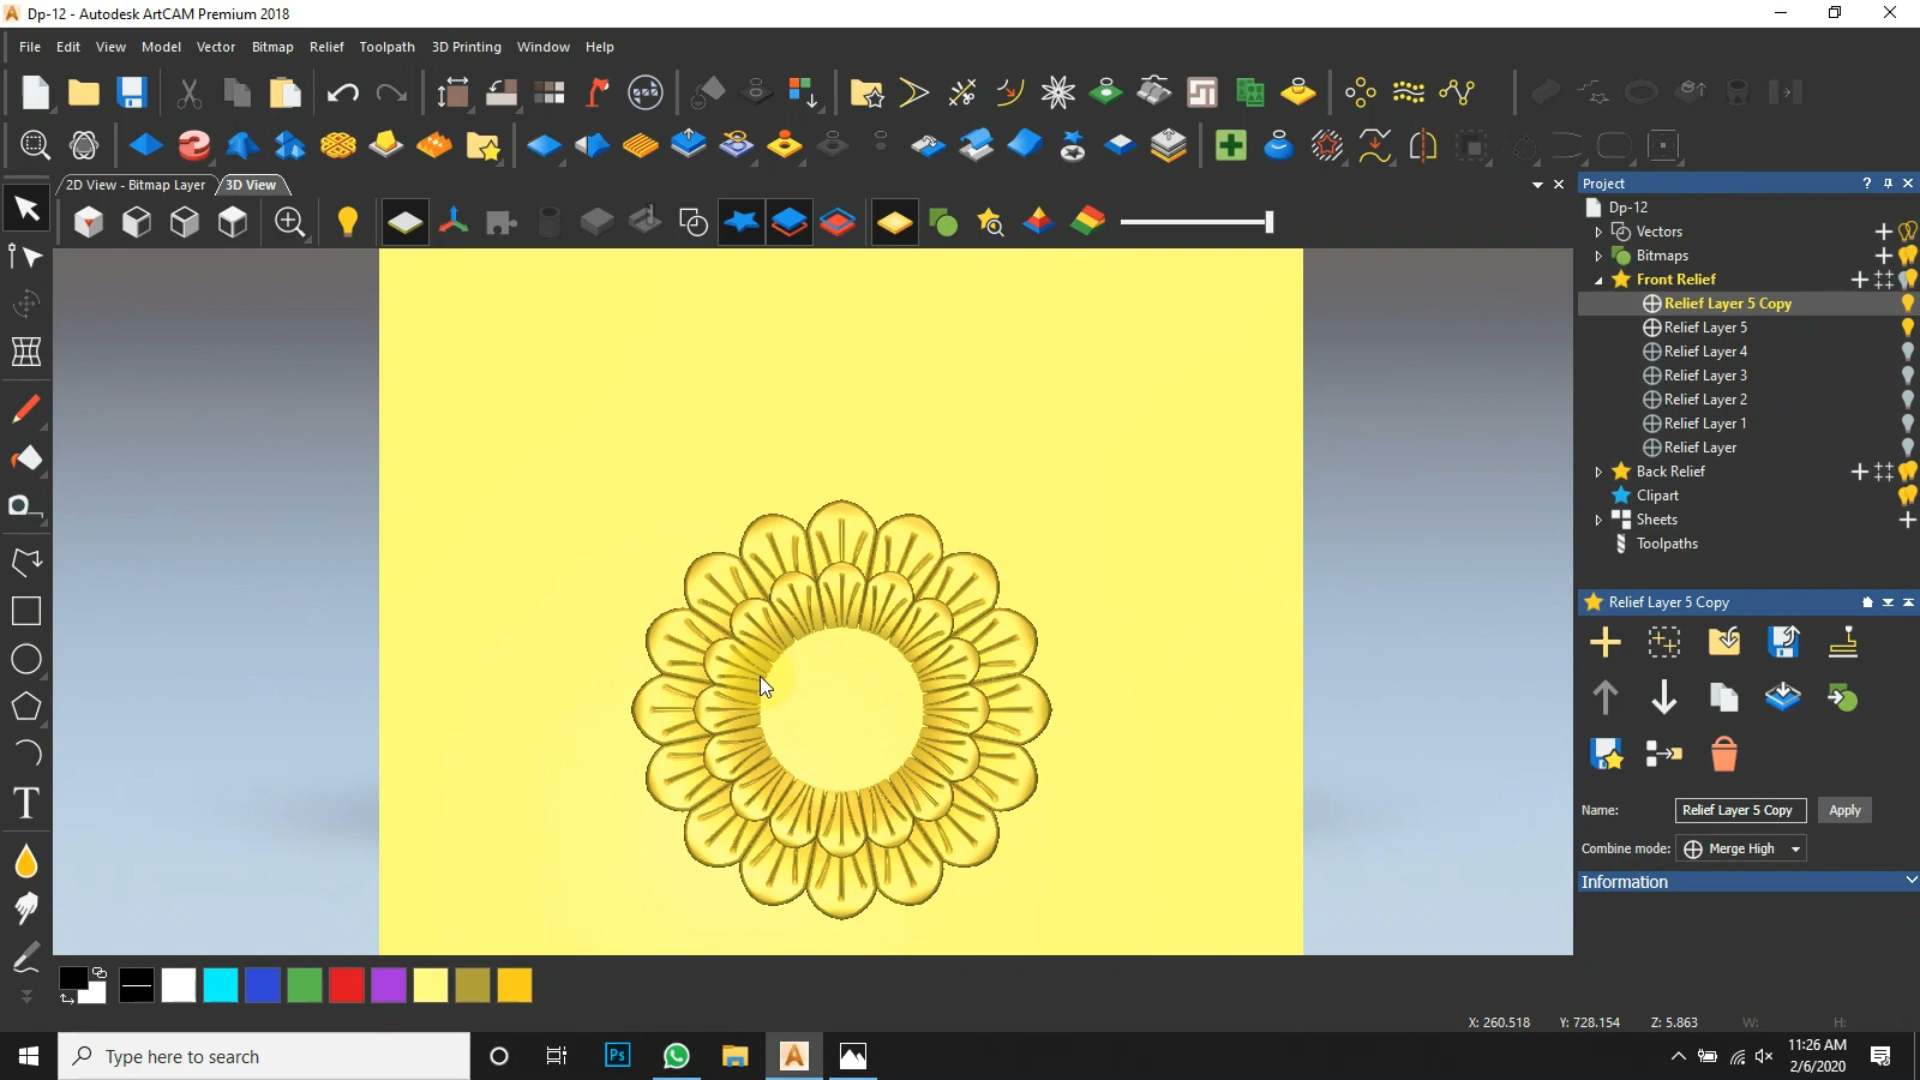 Dp-12 - Autodesk ArtCAM Premium 2018
File Edit View Model Vector Bitmap Relief Toolpath 3D Printing Window Help
2D View - Bitmap Layer 3D View
Project
Dp-12
Vectors
Bitmaps
Front Relief
Relief Layer 5 Copy
Relief Layer 5
Relief Layer 4
Relief Layer 3
Relief Layer 2
Relief Layer 1
Relief Layer
Back Relief
Clipart
Sheets
Toolpaths
Relief Layer 5 Copy
Name: Relief Layer 5 Copy Apply
Combine mode: Merge High
Information
X: 260.518 Y: 728.154 Z: 5.863 W: H:
Type here to search
Ps
11:26 AM
2/6/2020